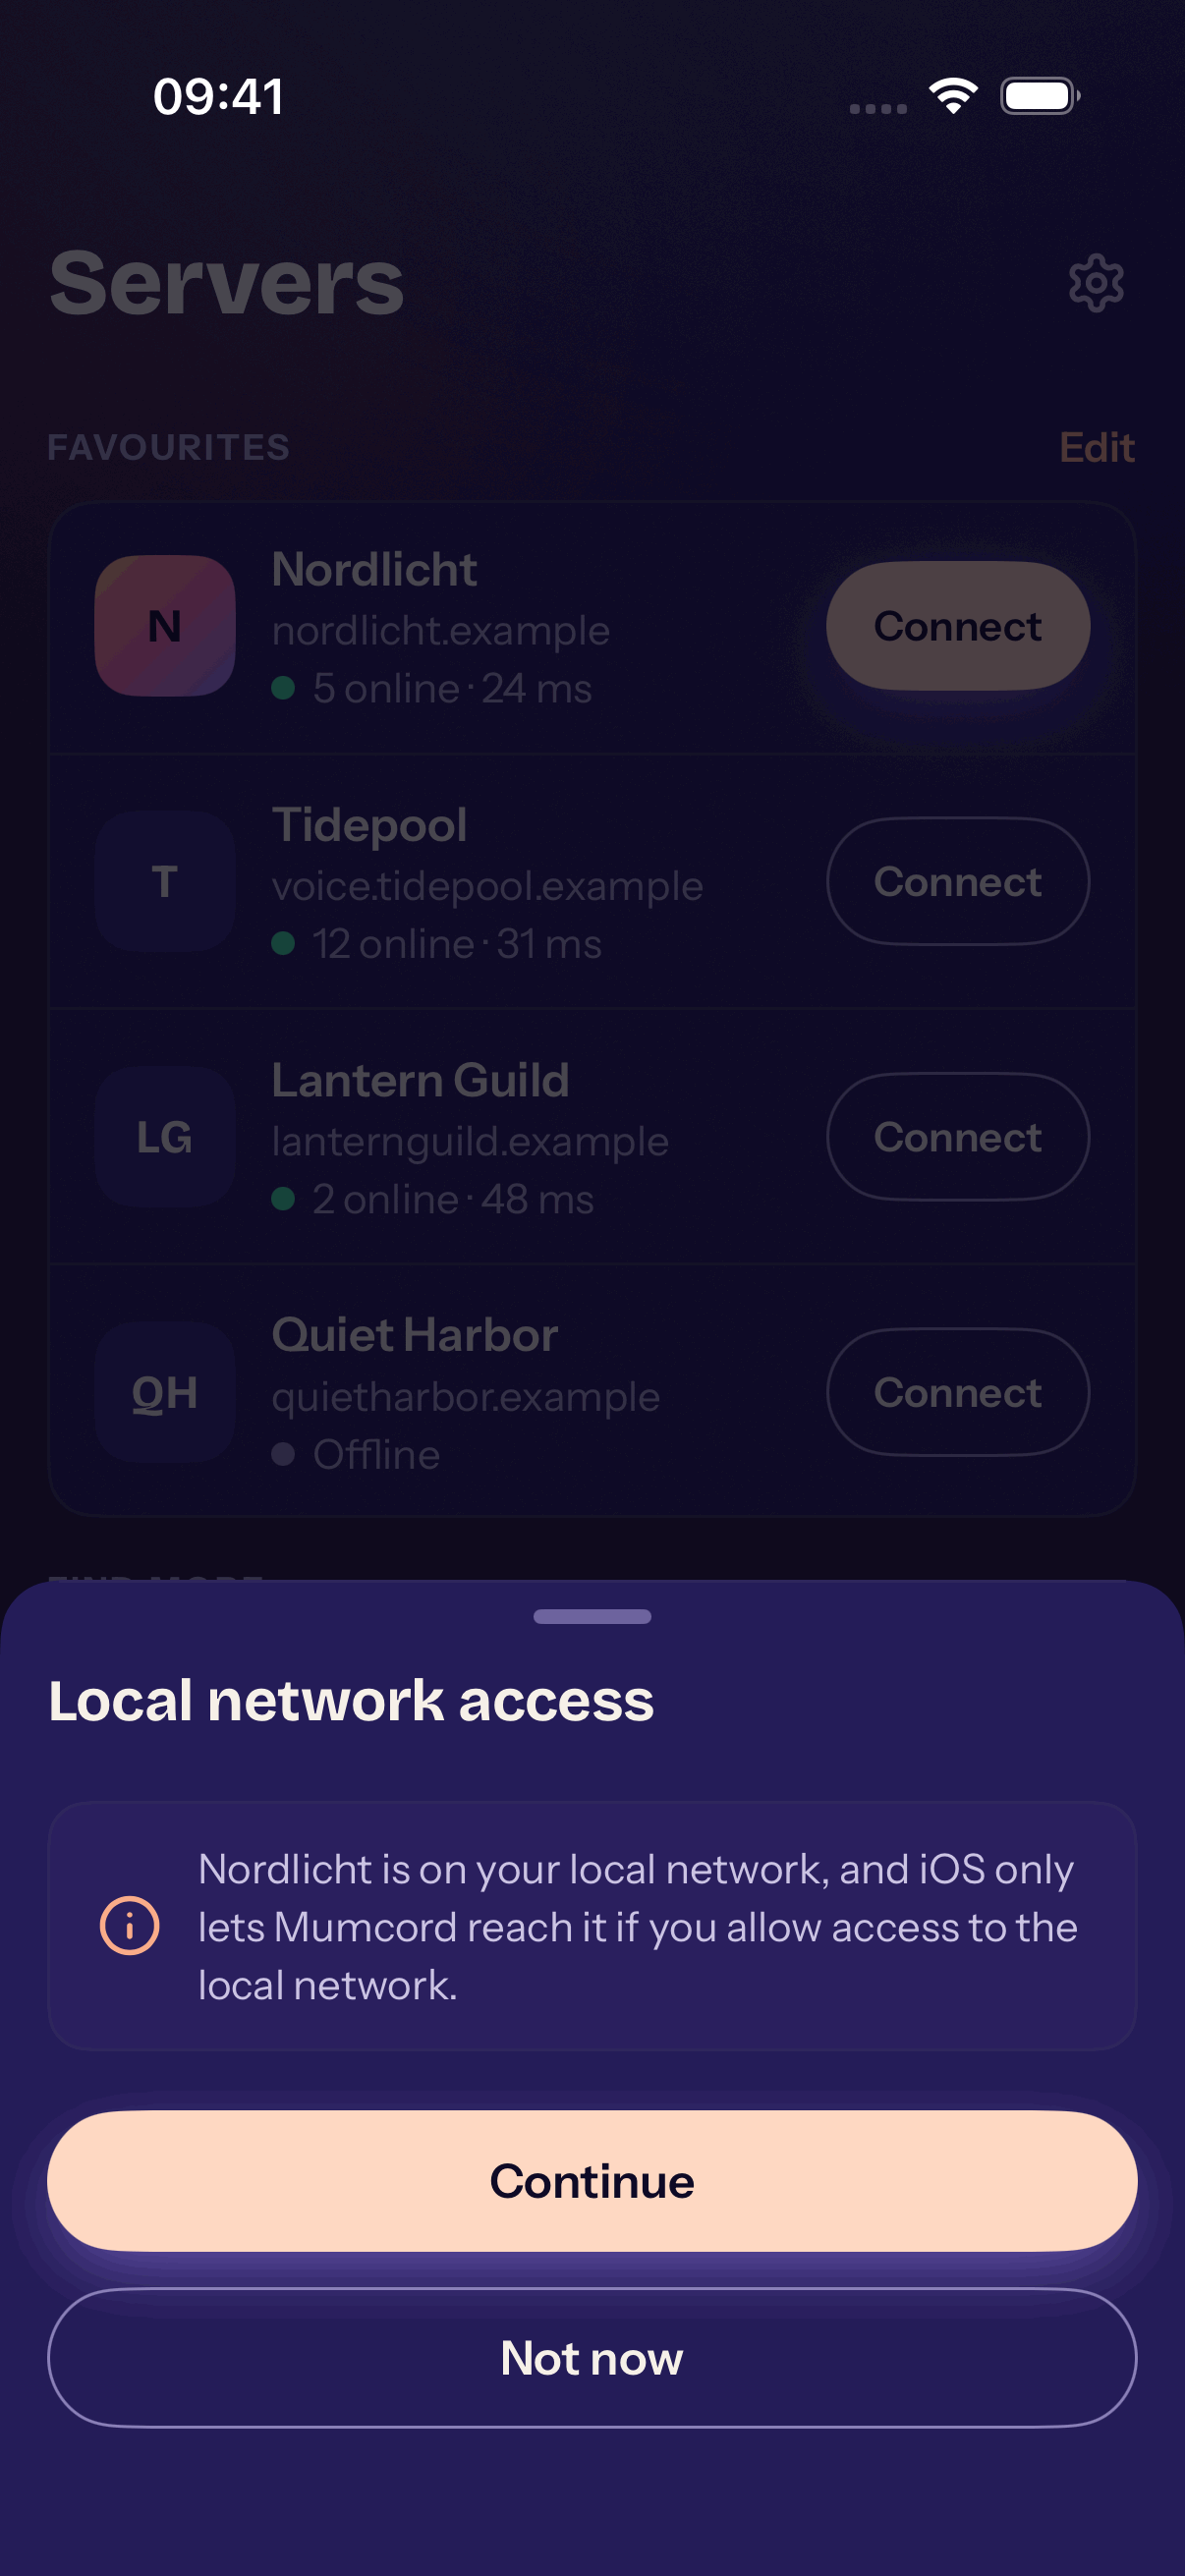 09:41
Servers
FAVOURITES
Edit
N
Nordlicht
nordlicht.example
5 online · 24 ms
Connect
T
Tidepool
voice.tidepool.example
12 online · 31 ms
Connect
LG
Lantern Guild
lanternguild.example
2 online · 48 ms
Connect
QH
Quiet Harbor
quietharbor.example
Offline
Connect
FIND MORE
Local network access
Nordlicht is on your local network, and iOS only
lets Mumcord reach it if you allow access to the
local network.
Continue
Not now